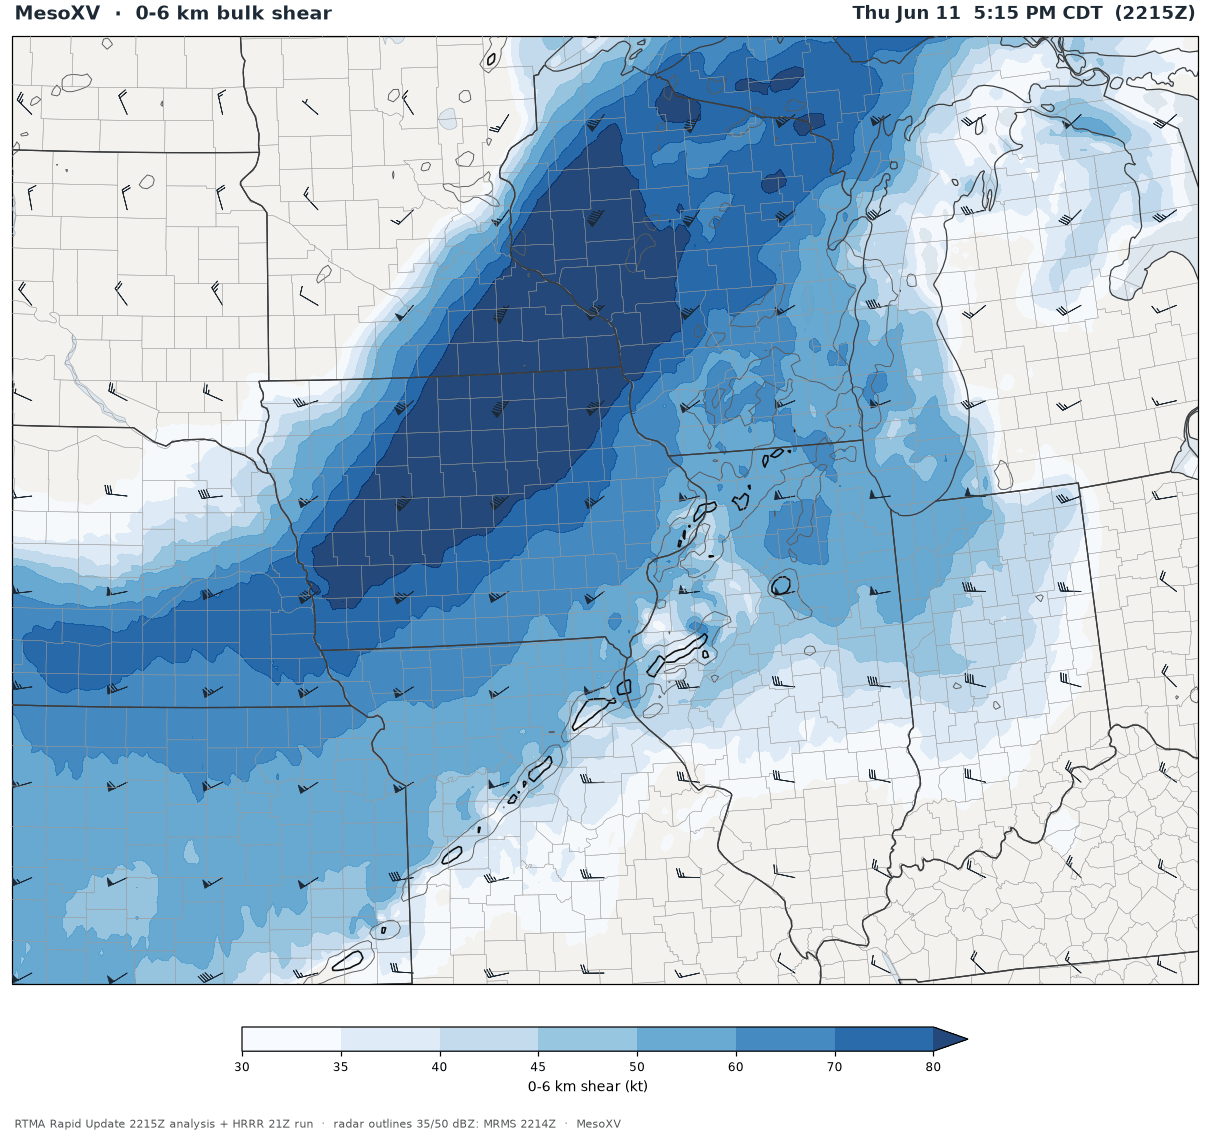 MesoXV · 0-6 km bulk shear
Thu Jun 11 5:15 PM CDT (2215Z)
30 35 40 45 50 60 70 80
0-6 km shear (kt)
RTMA Rapid Update 2215Z analysis + HRRR 21Z run · radar outlines 35/50 dBZ: MRMS 2214Z · MesoXV